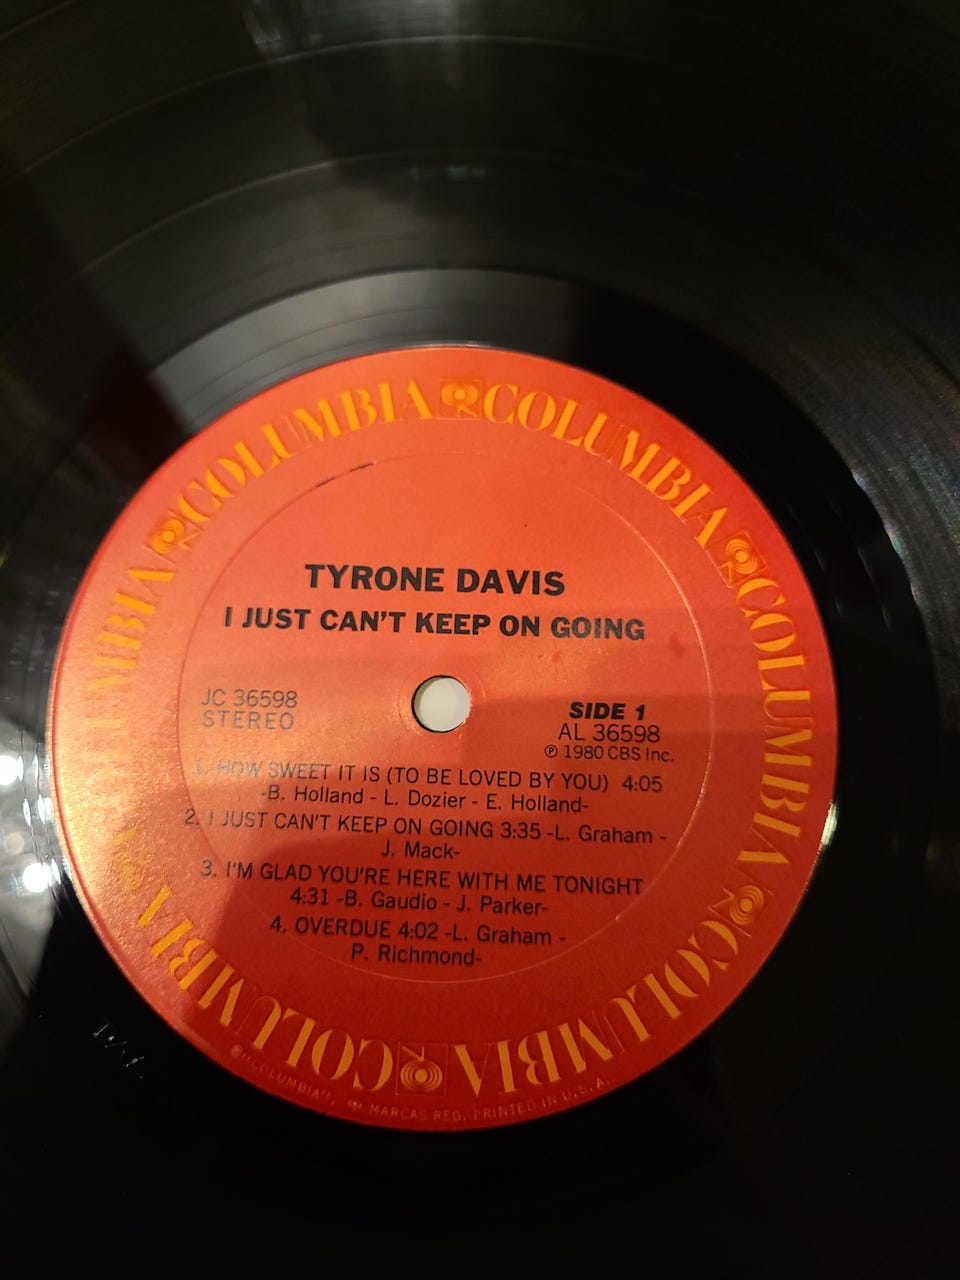 COLUMBIA COLUMBIA COLUMBIA COLUMBIA COLUMBIA COLUMBIA
TYRONE DAVIS
I JUST CAN'T KEEP ON GOING
JC 36598
STEREO
SIDE 1
AL 36598
℗ 1980 CBS Inc.
1. HOW SWEET IT IS (TO BE LOVED BY YOU) 4:05
-B. Holland - L. Dozier - E. Holland-
2. I JUST CAN'T KEEP ON GOING 3:35 -L. Graham -
J. Mack-
3. I'M GLAD YOU'RE HERE WITH ME TONIGHT
4:31 -B. Gaudio - J. Parker-
4. OVERDUE 4:02 -L. Graham -
P. Richmond-
"COLUMBIA", MARCAS REG. PRINTED IN U.S.A.